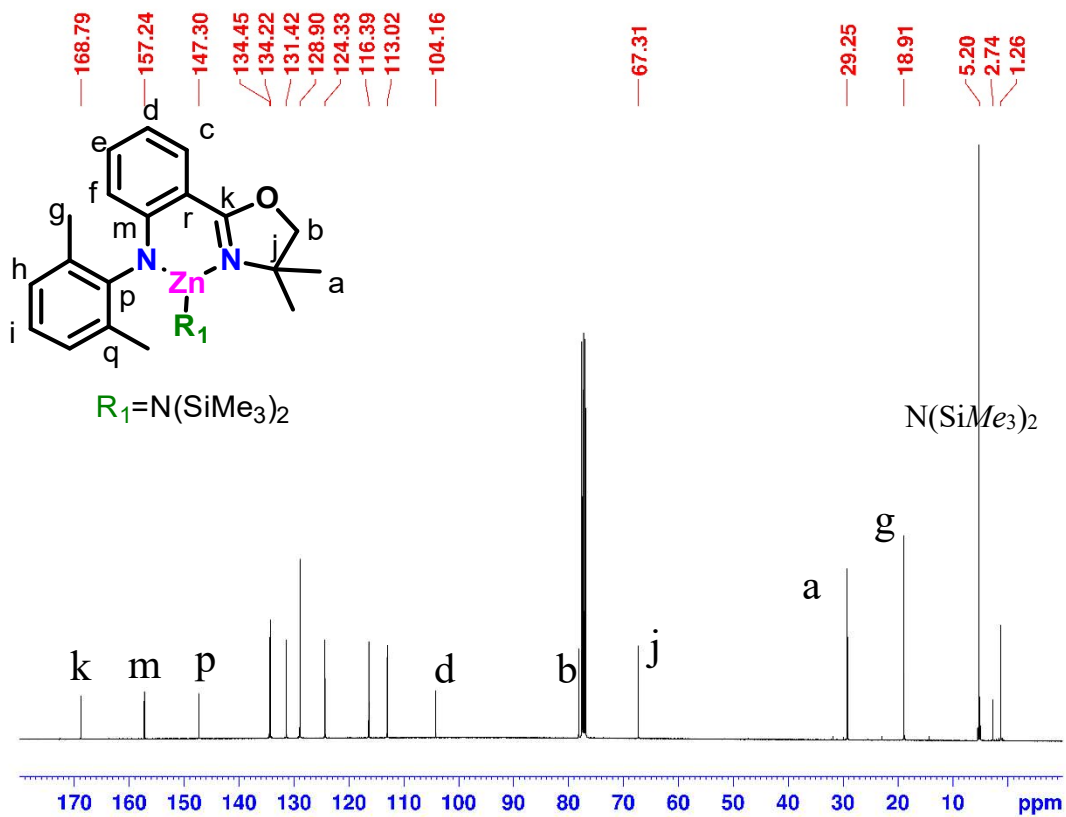 168.79
157.24
147.30
134.45
134.22
131.42
128.90
124.33
116.39
113.02
104.16
67.31
29.25
18.91
5.20
2.74
1.26
d
e
c
f
k
O
g
m
r
b
j
N
N
h
Zn
a
p
i
R1
q
R1=N(SiMe3)2
N(SiMe3)2
g
a
k m p d b j
170 160 150 140 130 120 110 100 90 80 70 60 50 40 30 20 10 ppm